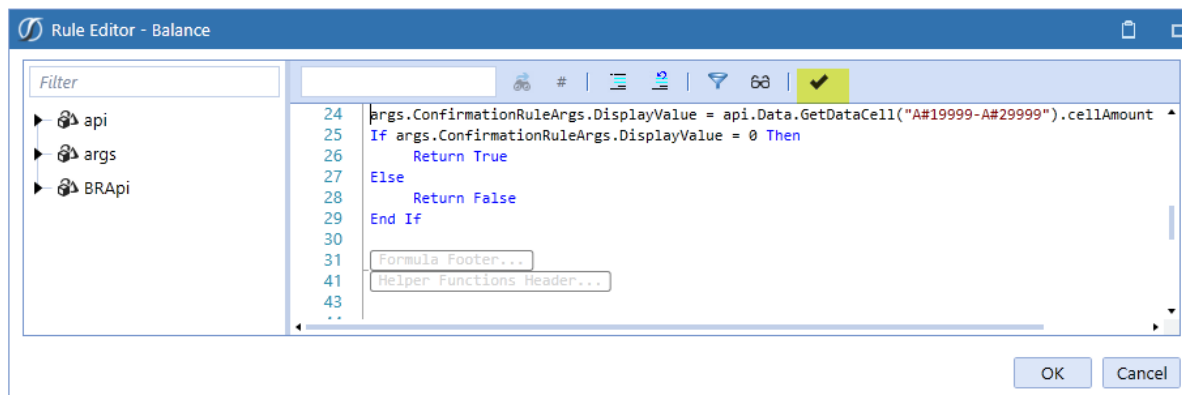 Rule Editor - Balance
Filter
api
args
BRApi
#
24 args.ConfirmationRuleArgs.DisplayValue = api.Data.GetDataCell("A#19999-A#29999").cellAmount
25 If args.ConfirmationRuleArgs.DisplayValue = 0 Then
26 Return True
27 Else
28 Return False
29 End If
30
31 Formula Footer...
41 Helper Functions Header...
43
OK Cancel